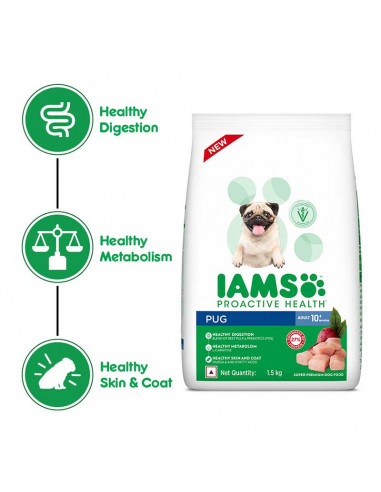 Healthy
Digestion
Healthy
Metabolism
Healthy
Skin & Coat
NEW
IAMS
PROACTIVE HEALTH
PUG
ADULT 10+
HEALTHY DIGESTION
HEALTHY METABOLISM
L-CARNITINE
HEALTHY SKIN AND COAT
Net Quantity: 1.5 kg
SUPER PREMIUM DOG FOOD